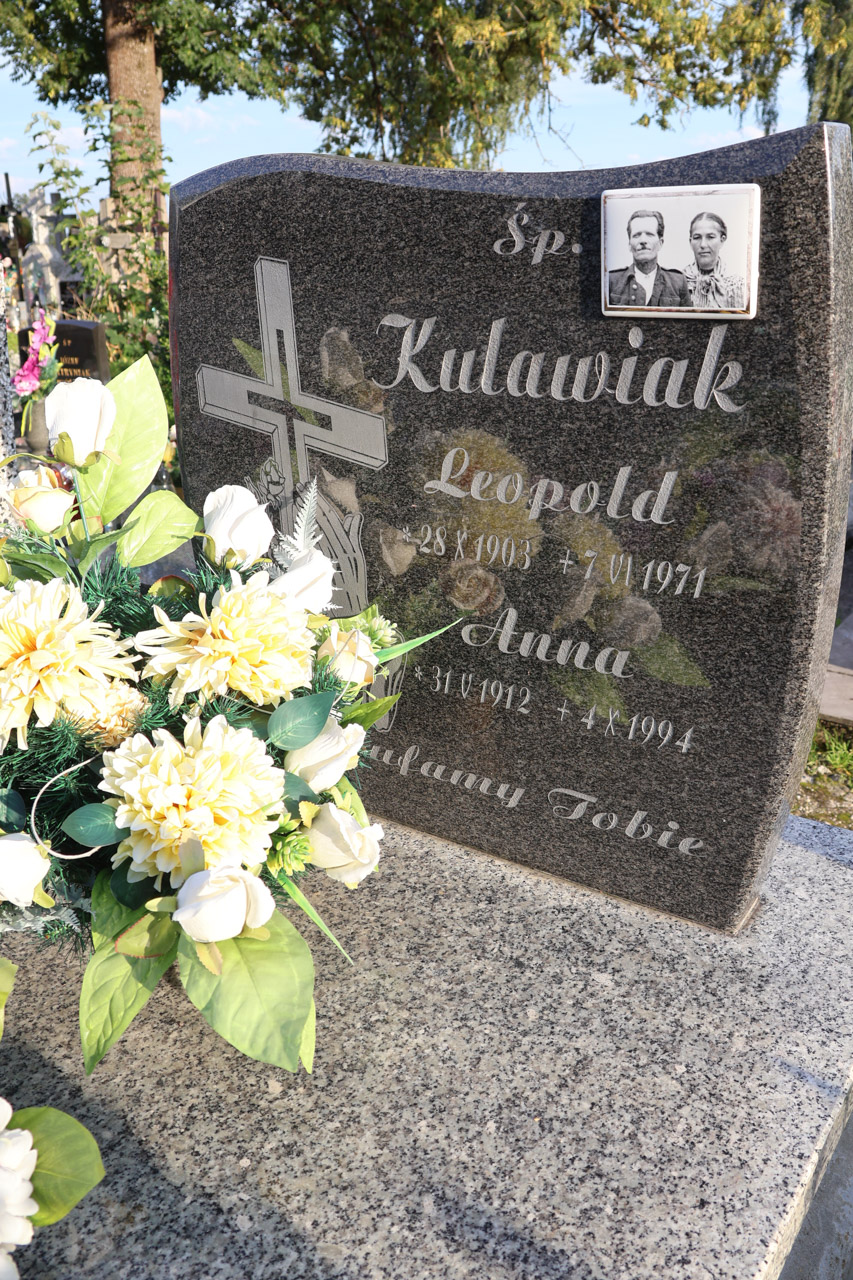 Śp.
Kulawiak
Leopold
*28 X 1903 +7 VI 1971
Anna
*31 V 1912 +4 X 1994
Tobie